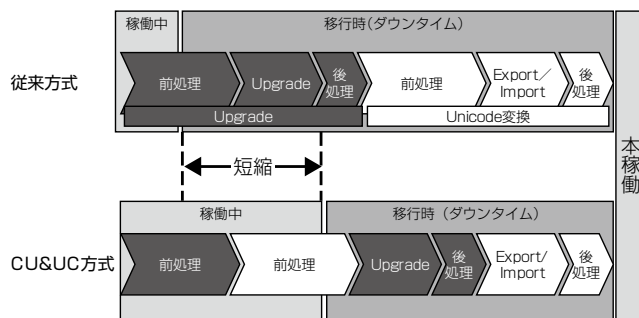 稼働中
移行時(ダウンタイム)
従来方式
前処理
Upgrade
後
処理
前処理
Export／
Import
後
処理
Upgrade
Unicode変換
短縮
本稼働
稼働中
移行時（ダウンタイム）
CU&UC方式
前処理
前処理
Upgrade
後
処理
Export/
Import
後
処理